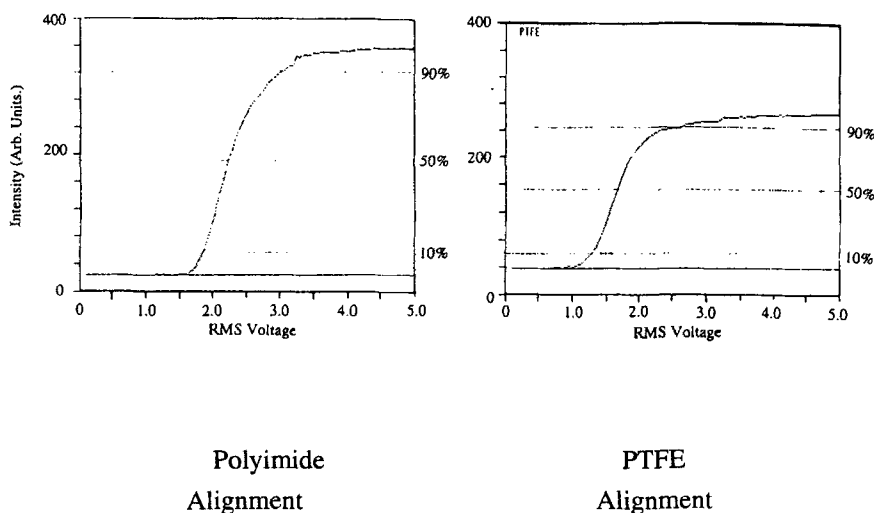 400
200
0
Intensity (Arb. Units.)
90%
50%
10%
0 1.0 2.0 3.0 4.0 5.0
RMS Voltage
PTFE
400
200
0
90%
50%
10%
0 1.0 2.0 3.0 4.0 5.0
RMS Voltage
Polyimide
Alignment
PTFE
Alignment